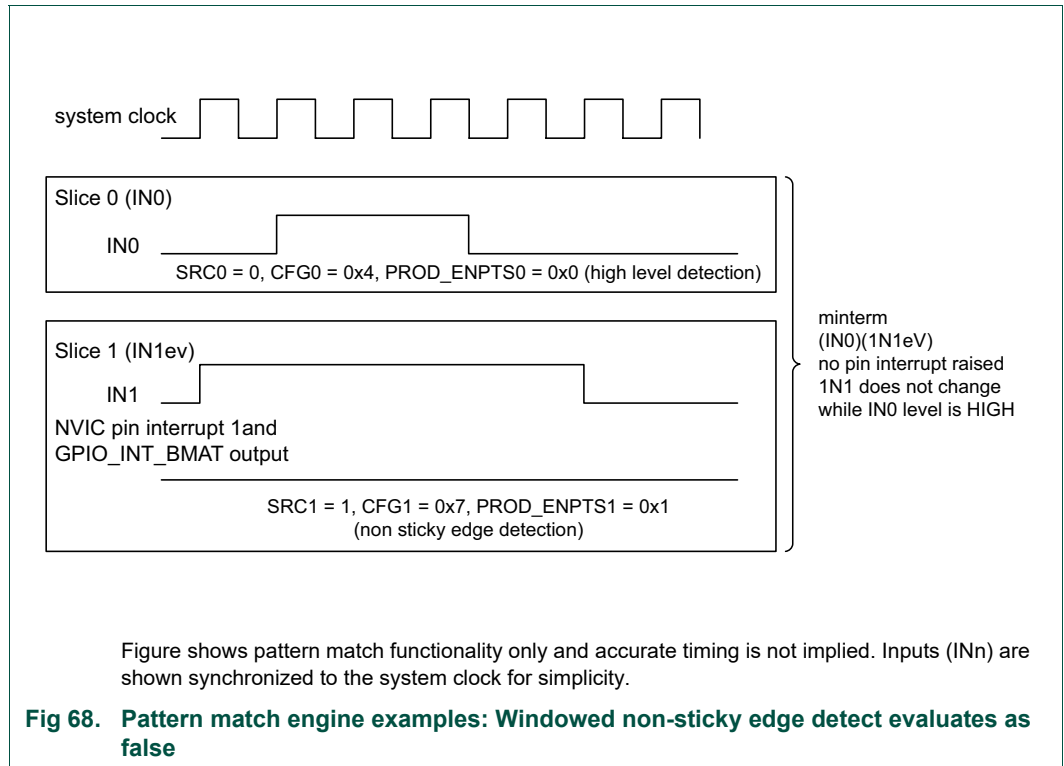 system clock
Slice 0 (IN0)
IN0
SRC0 = 0, CFG0 = 0x4, PROD_ENPTS0 = 0x0 (high level detection)
Slice 1 (IN1ev)
IN1
NVIC pin interrupt 1and
GPIO_INT_BMAT output
SRC1 = 1, CFG1 = 0x7, PROD_ENPTS1 = 0x1
(non sticky edge detection)
minterm
(IN0)(1N1eV)
no pin interrupt raised
1N1 does not change
while IN0 level is HIGH
Figure shows pattern match functionality only and accurate timing is not implied. Inputs (INn) are
shown synchronized to the system clock for simplicity.
Fig 68. Pattern match engine examples: Windowed non-sticky edge detect evaluates as
false